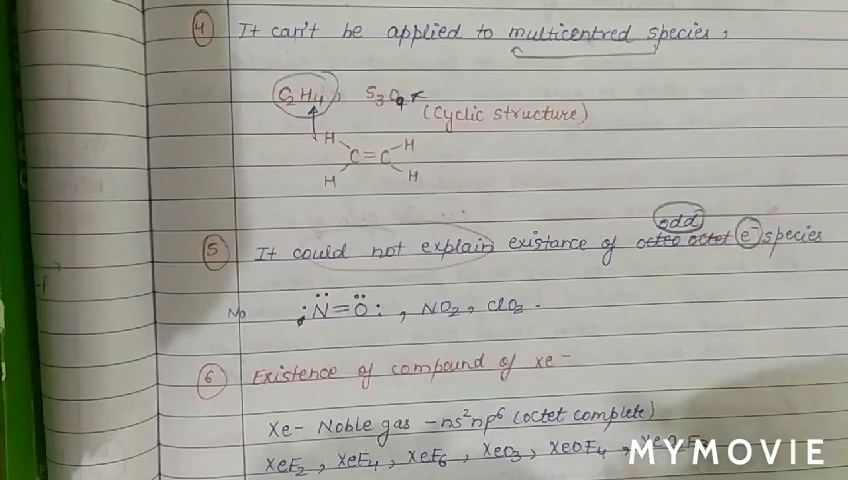 ④ It can't be applied to multicentred species,
C₂H₄, S₃O₉
(Cyclic structure)
H H
C=C
H H
odd
⑤ It could not explain existance of octet e⁻ species
No :N̈=Ö: , NO₂, ClO₂.
⑥ Existence of compound of xe-
Xe- Noble gas -ns²np⁶ (octet complete)
XeF₂, XeF₄, XeF₆, XeO₃, XeOF₄,
MYMOVIE